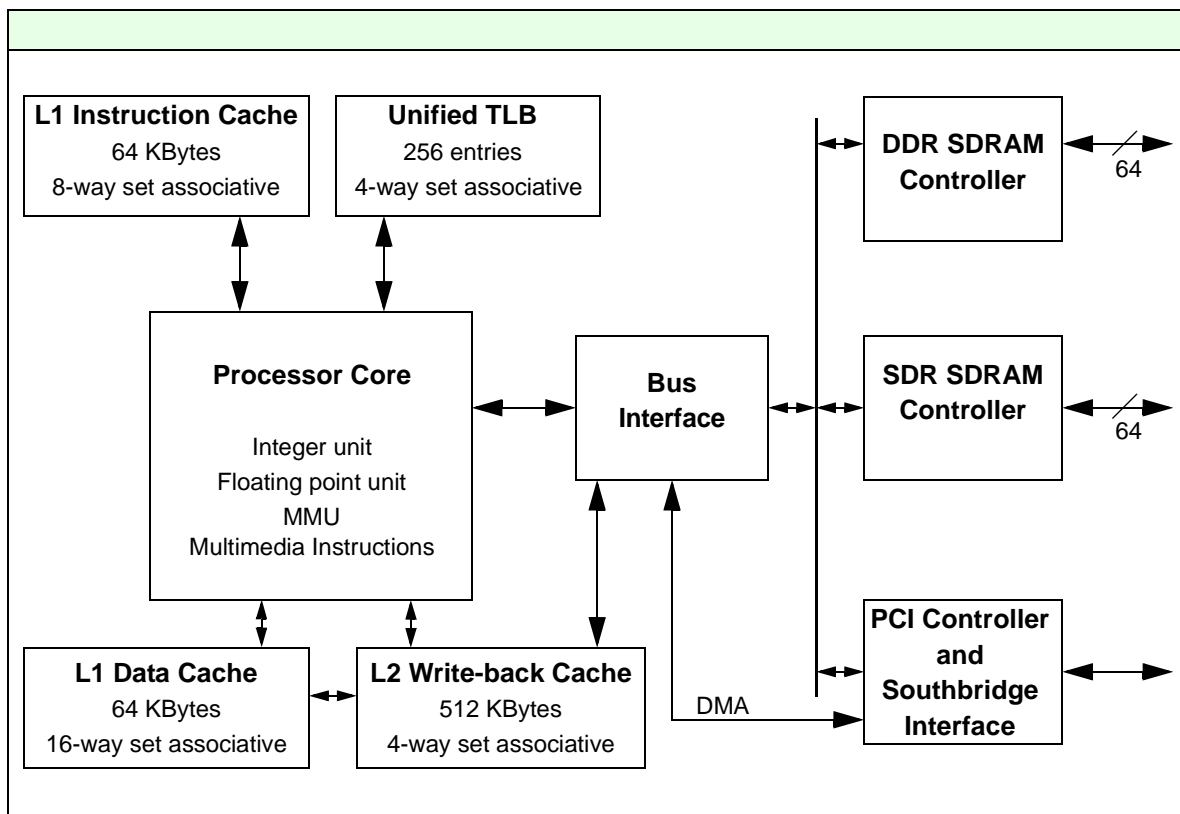 L1 Instruction Cache
64 KBytes
8-way set associative
Unified TLB
256 entries
4-way set associative
DDR SDRAM
Controller
64
Processor Core
Integer unit
Floating point unit
MMU
Multimedia Instructions
Bus
Interface
SDR SDRAM
Controller
64
L1 Data Cache
64 KBytes
16-way set associative
L2 Write-back Cache
512 KBytes
4-way set associative
DMA
PCI Controller
and
Southbridge
Interface